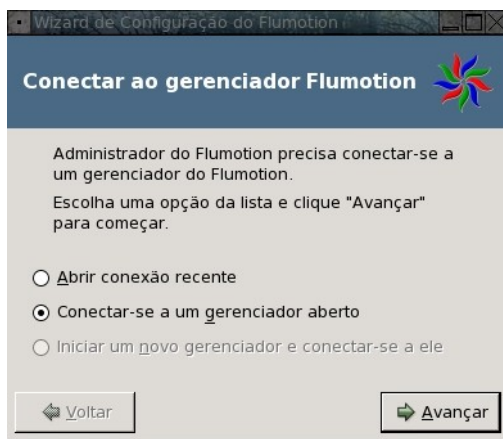 Wizard de Configuração do Flumotion
Conectar ao gerenciador Flumotion
Administrador do Flumotion precisa conectar-se a
um gerenciador do Flumotion.
Escolha uma opção da lista e clique "Avançar"
para começar.
Abrir conexão recente
Conectar-se a um gerenciador aberto
Iniciar um novo gerenciador e conectar-se a ele
Voltar
Avançar